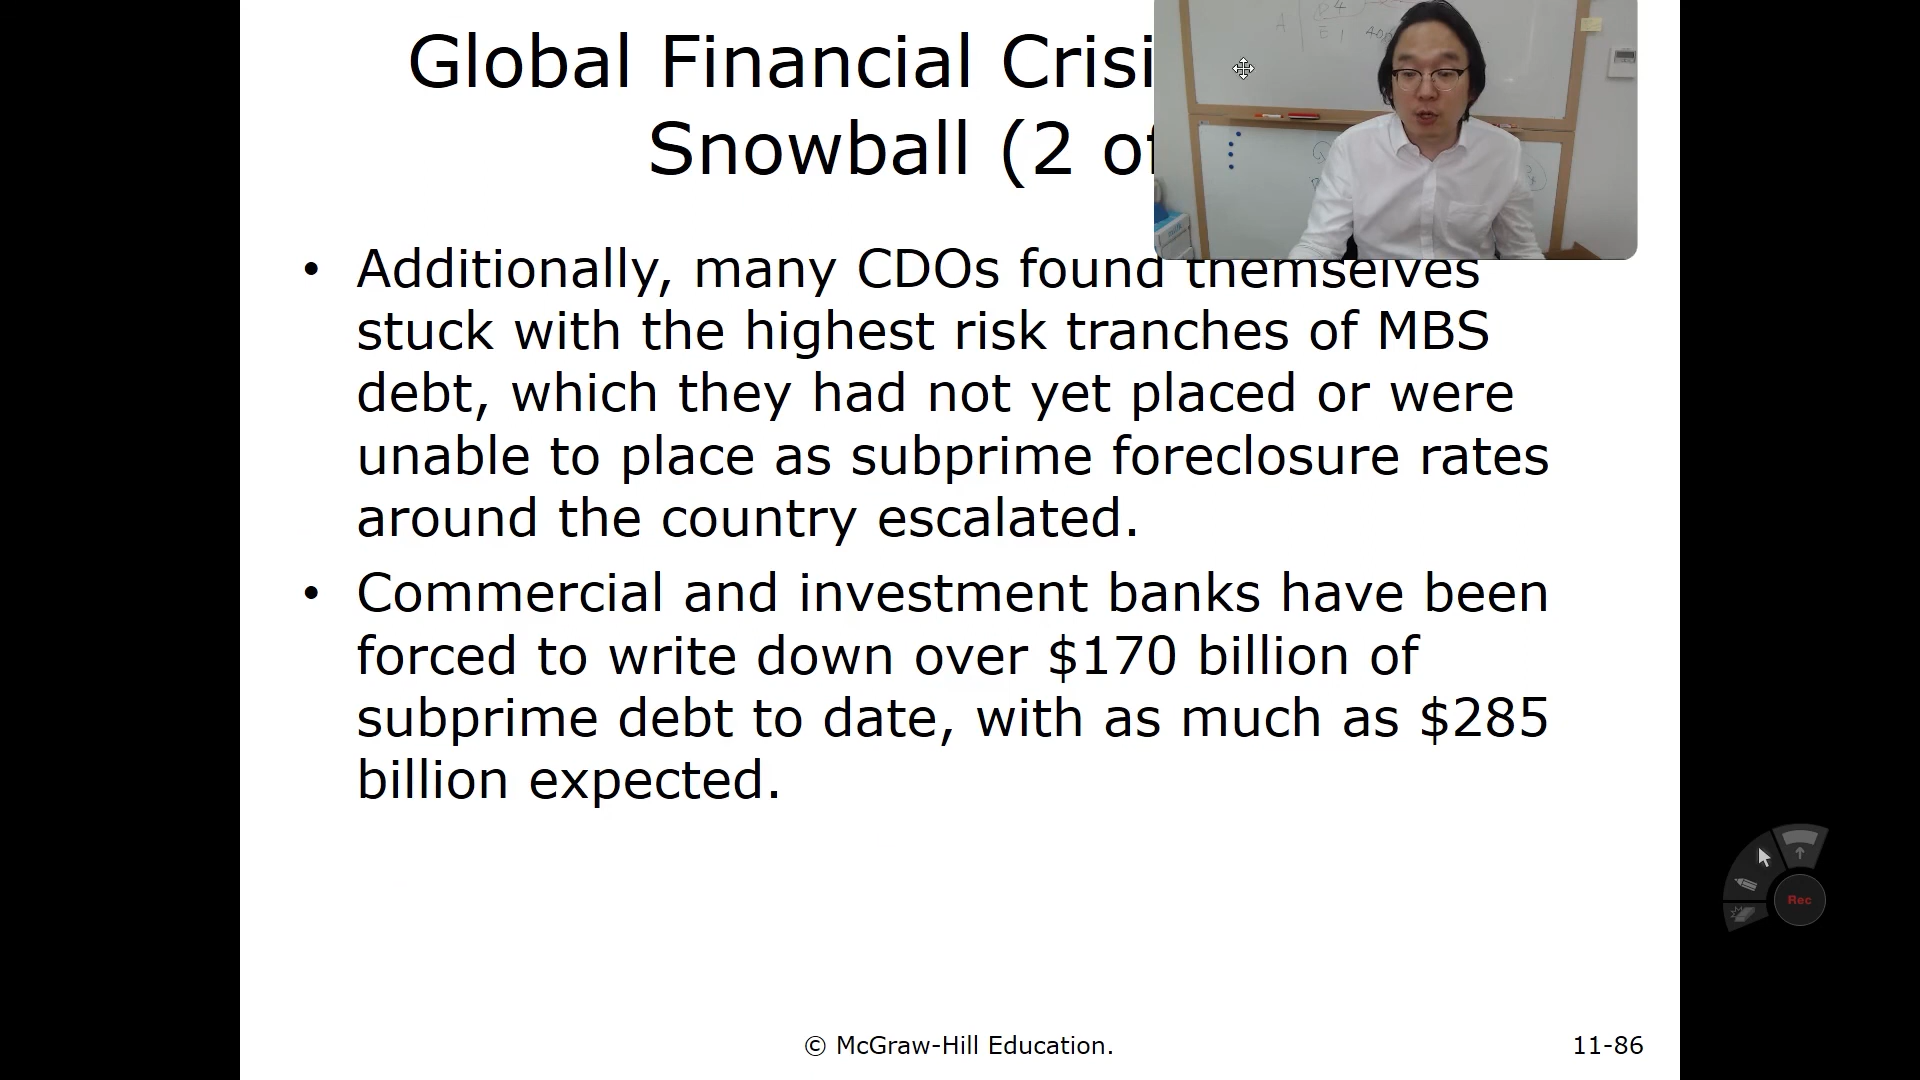 Global Financial Crisi
Snowball (2 of
• Additionally, many CDOs found themselves
stuck with the highest risk tranches of MBS
debt, which they had not yet placed or were
unable to place as subprime foreclosure rates
around the country escalated.
• Commercial and investment banks have been
forced to write down over $170 billion of
subprime debt to date, with as much as $285
billion expected.
Rec
© McGraw-Hill Education.
11-86